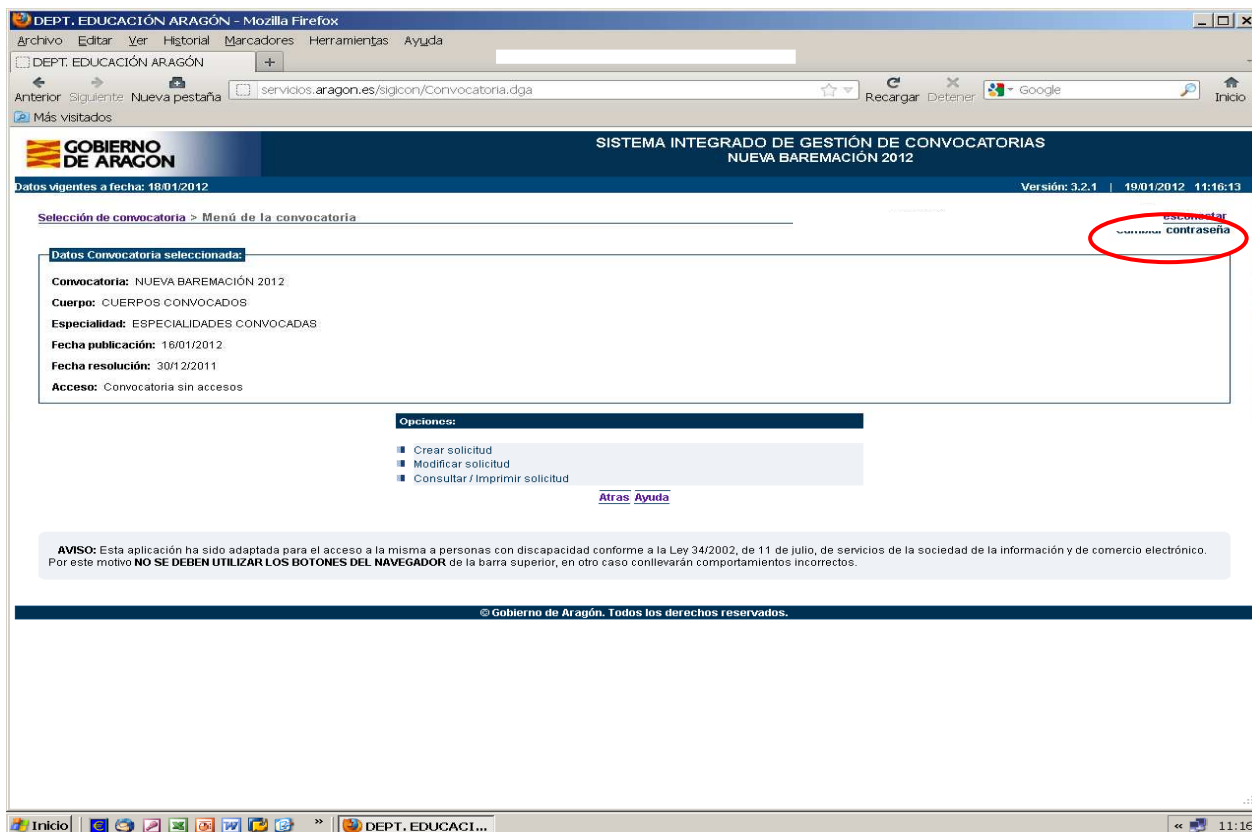 DEPT. EDUCACIÓN ARAGÓN - Mozilla Firefox
Archivo Editar Ver Historial Marcadores Herramientas Ayuda
DEPT. EDUCACIÓN ARAGÓN +
Anterior Siguiente Nueva pestaña servicios.aragon.es/sigicon/Convocatoria.dga Recargar Detener Google Inicio
Más visitados
GOBIERNO DE ARAGON
SISTEMA INTEGRADO DE GESTIÓN DE CONVOCATORIAS
NUEVA BAREMACIÓN 2012
Datos vigentes a fecha: 18/01/2012 Versión: 3.2.1 | 19/01/2012 11:16:13
Selección de convocatoria > Menú de la convocatoria
esconectar
contraseña
Datos Convocatoria seleccionada:
Convocatoria: NUEVA BAREMACIÓN 2012
Cuerpo: CUERPOS CONVOCADOS
Especialidad: ESPECIALIDADES CONVOCADAS
Fecha publicación: 16/01/2012
Fecha resolución: 30/12/2011
Acceso: Convocatoria sin accesos
Opciones:
Crear solicitud
Modificar solicitud
Consultar / Imprimir solicitud
Atras Ayuda
AVISO: Esta aplicación ha sido adaptada para el acceso a la misma a personas con discapacidad conforme a la Ley 34/2002, de 11 de julio, de servicios de la sociedad de la información y de comercio electrónico.
Por este motivo NO SE DEBEN UTILIZAR LOS BOTONES DEL NAVEGADOR de la barra superior, en otro caso conllevarán comportamientos incorrectos.
© Gobierno de Aragón. Todos los derechos reservados.
Inicio » DEPT. EDUCACI... « 11:16